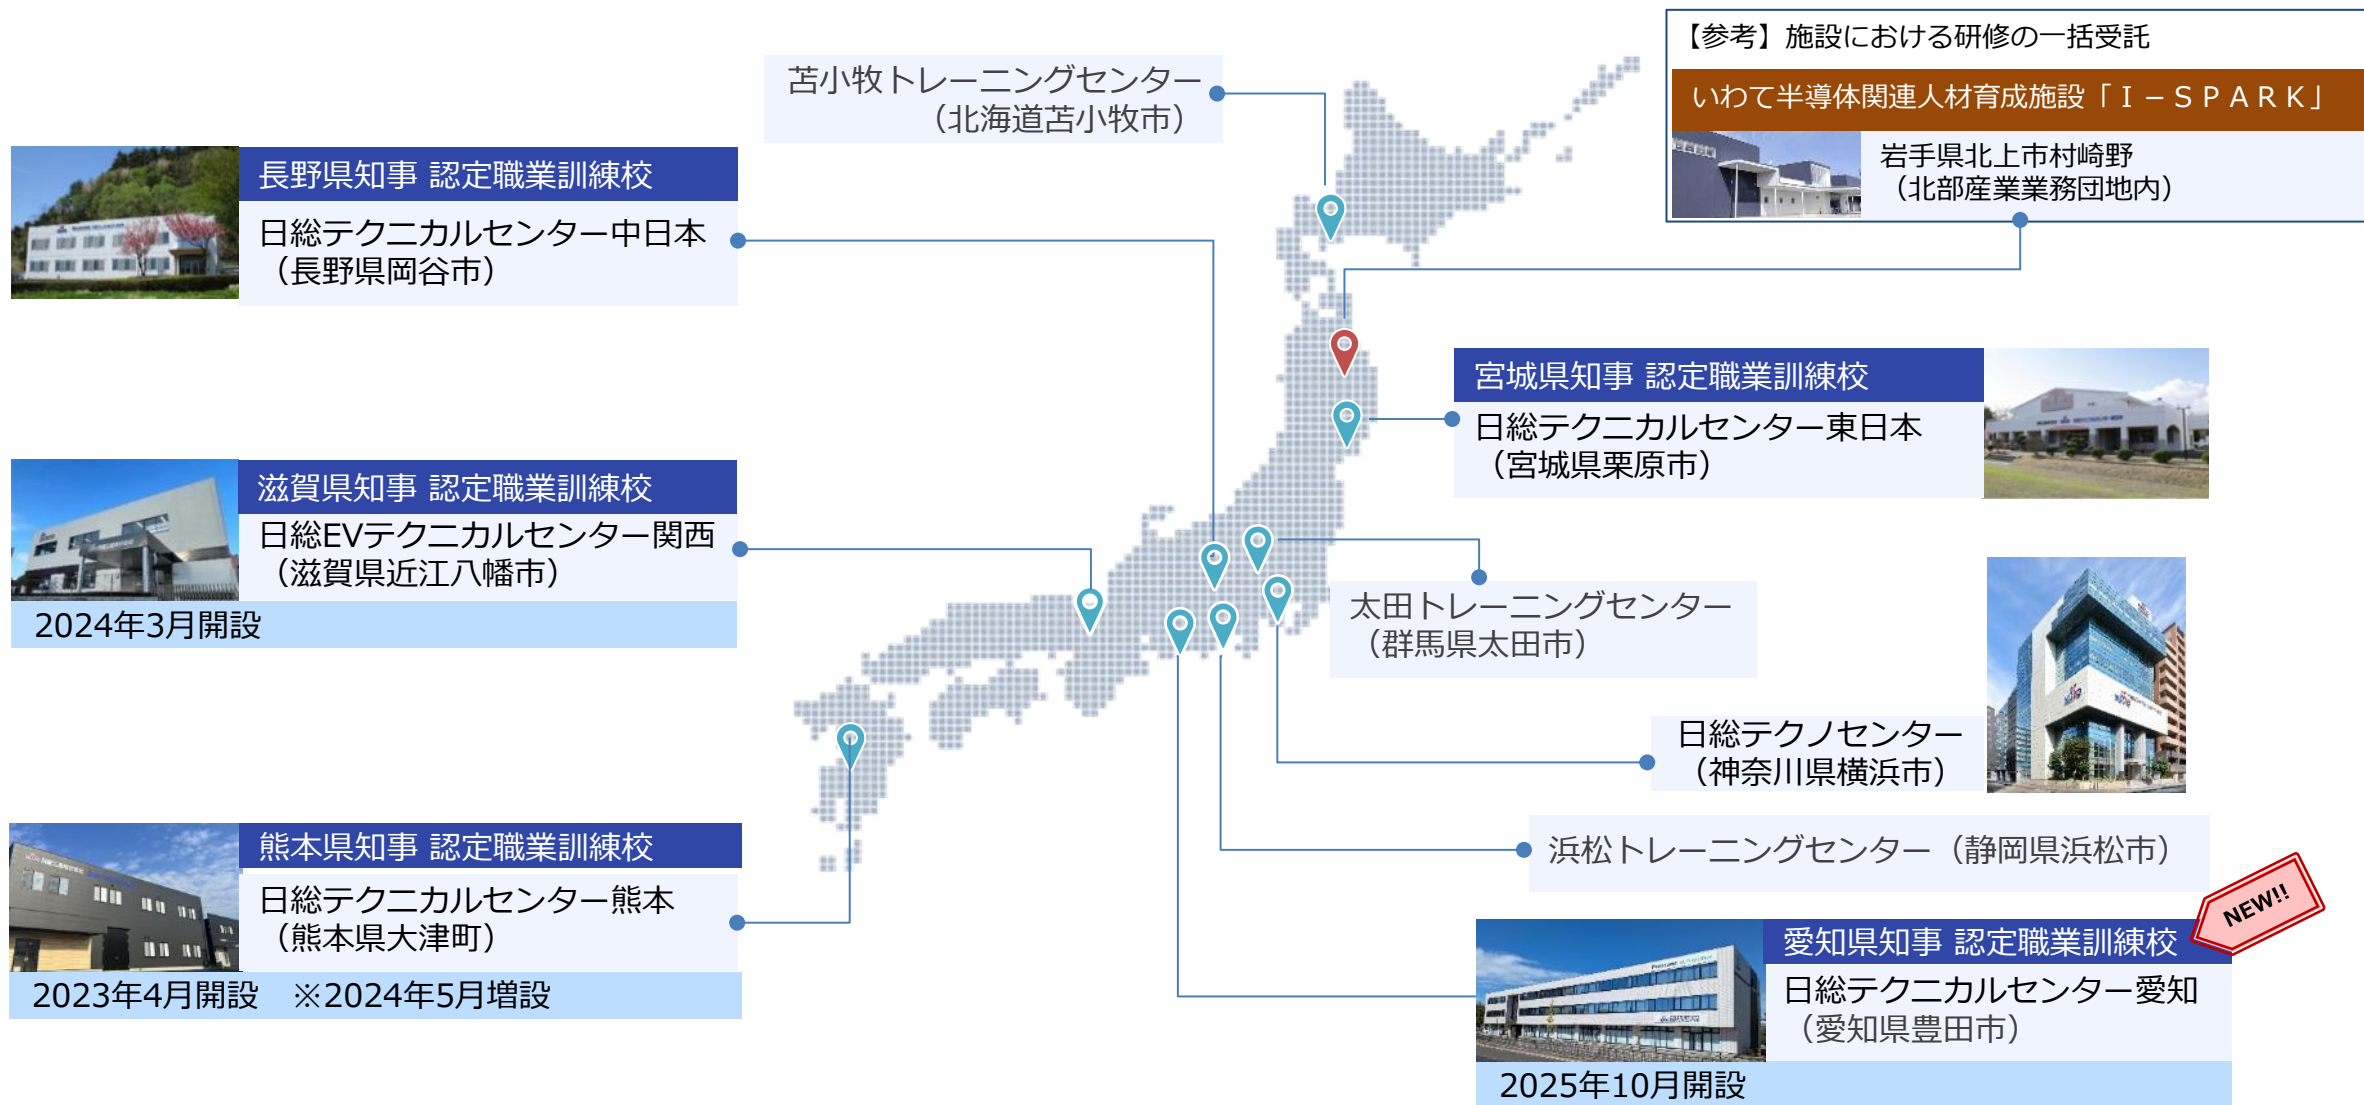 【参考】施設における研修の一括受託
いわて半導体関連人材育成施設「Ｉ－ＳＰＡＲＫ」
岩手県北上市村崎野
（北部産業業務団地内）
苫小牧トレーニングセンター
（北海道苫小牧市）
長野県知事 認定職業訓練校
日総テクニカルセンター中日本
（長野県岡谷市）
宮城県知事 認定職業訓練校
日総テクニカルセンター東日本
（宮城県栗原市）
滋賀県知事 認定職業訓練校
日総EVテクニカルセンター関西
（滋賀県近江八幡市）
2024年3月開設
太田トレーニングセンター
（群馬県太田市）
日総テクノセンター
（神奈川県横浜市）
浜松トレーニングセンター（静岡県浜松市）
熊本県知事 認定職業訓練校
日総テクニカルセンター熊本
（熊本県大津町）
2023年4月開設　※2024年5月増設
NEW!!
愛知県知事 認定職業訓練校
日総テクニカルセンター愛知
（愛知県豊田市）
2025年10月開設